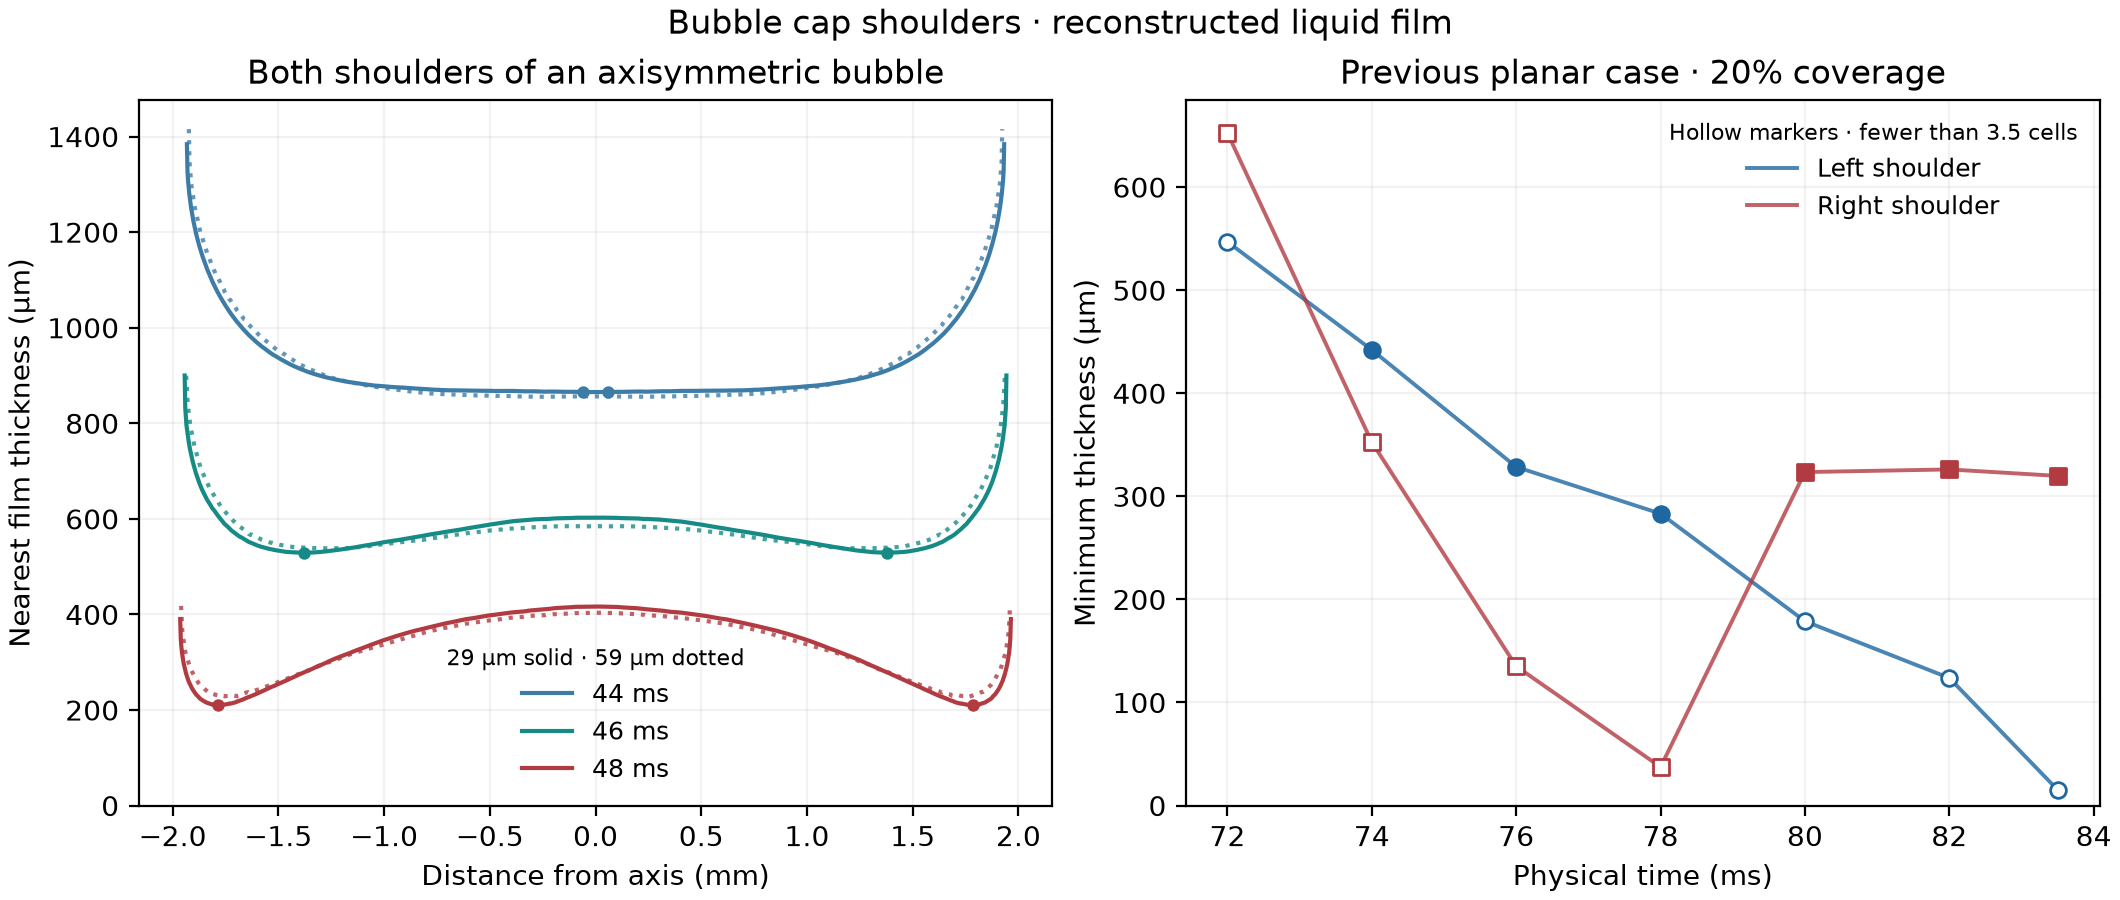 Bubble cap shoulders · reconstructed liquid film
Both shoulders of an axisymmetric bubble
Nearest film thickness (µm)
1400
1200
1000
800
600
400
200
0
29 µm solid · 59 µm dotted
44 ms
46 ms
48 ms
−2.0 −1.5 −1.0 −0.5 0.0 0.5 1.0 1.5 2.0
Distance from axis (mm)
Previous planar case · 20% coverage
Minimum thickness (µm)
600
500
400
300
200
100
0
Hollow markers · fewer than 3.5 cells
Left shoulder
Right shoulder
72 74 76 78 80 82 84
Physical time (ms)